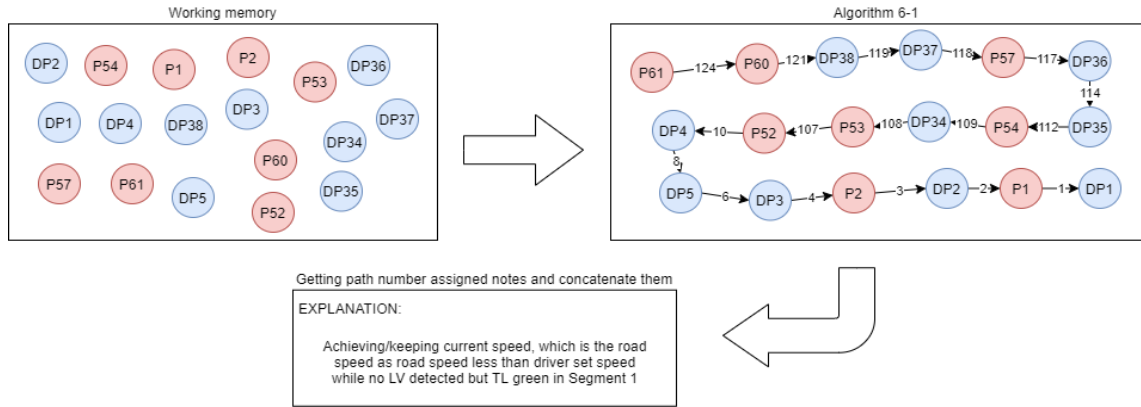 Working memory
DP2
P54
P1
P2
P53
DP36
DP1
DP4
DP38
DP3
DP37
DP34
P60
P57
P61
DP5
DP35
P52
Algorithm 6-1
P61
124
P60
121
DP38
119
DP37
118
P57
117
DP36
114
DP4
10
P52
107
P53
108
DP34
109
P54
112
DP35
8
DP5
6
DP3
4
P2
3
DP2
2
P1
1
DP1
Getting path number assigned notes and concatenate them
EXPLANATION:
Achieving/keeping current speed, which is the road
speed as road speed less than driver set speed
while no LV detected but TL green in Segment 1